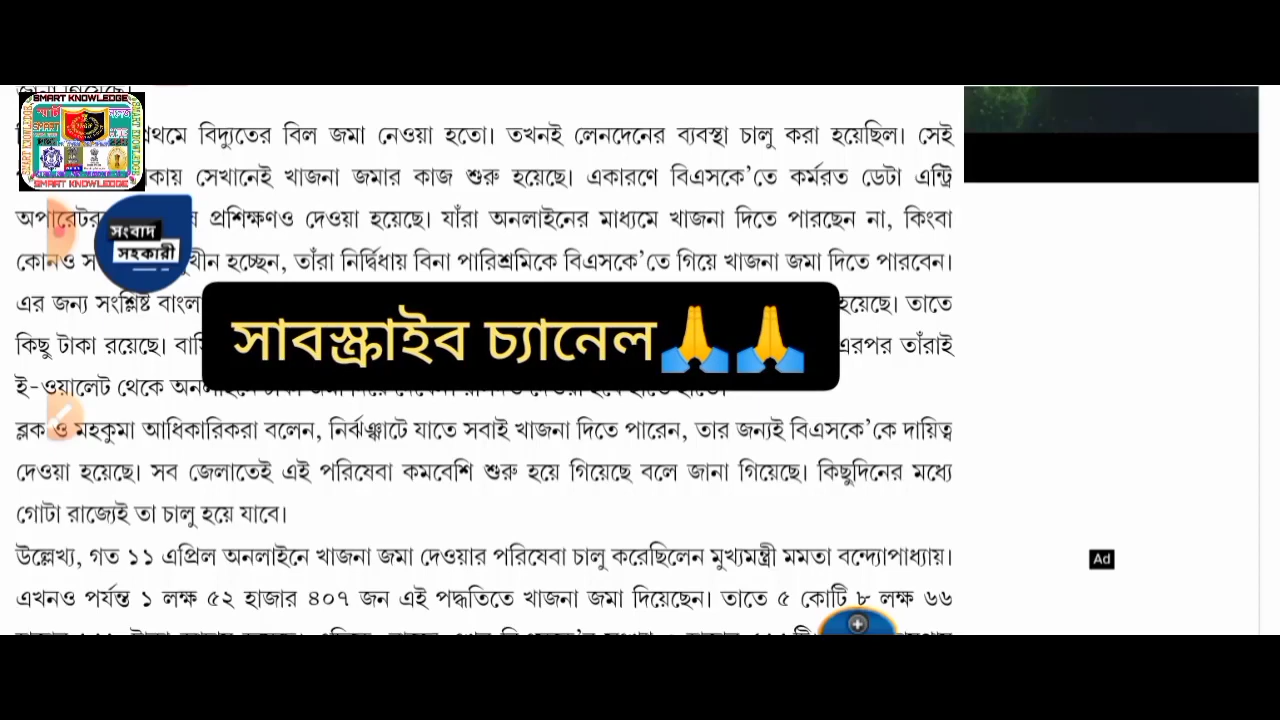 SMART KNOWLEDGE
থমে বিদ্যুতের বিল জমা নেওয়া হতো। তখনই লেনদেনের ব্যবস্থা চালু করা হয়েছিল। সেই
কায় সেখানেই খাজনা জমার কাজ শুরু হয়েছে। একারণে বিএসকে’তে কর্মরত ডেটা এন্ট্রি
অপারেটর প্রশিক্ষণও দেওয়া হয়েছে। যাঁরা অনলাইনের মাধ্যমে খাজনা দিতে পারছেন না, কিংবা
সংবাদ
সহকারী
কোনও স খীন হচ্ছেন, তাঁরা নির্দ্বিধায় বিনা পারিশ্রমিকে বিএসকে’তে গিয়ে খাজনা জমা দিতে পারবেন।
এর জন্য সংশ্লিষ্ট বাংল হয়েছে। তাতে
সাবস্ক্রাইব চ্যানেল🙏🙏
কিছু টাকা রয়েছে। এরপর তাঁরাই
ই-ওয়ালেট থেকে
ব্লক ও মহকুমা আধিকারিকরা বলেন, নির্ঝঞ্ঝাটে যাতে সবাই খাজনা দিতে পারেন, তার জন্যই বিএসকে’কে দায়িত্ব
দেওয়া হয়েছে। সব জেলাতেই এই পরিষেবা কমবেশি শুরু হয়ে গিয়েছে বলে জানা গিয়েছে। কিছুদিনের মধ্যে
গোটা রাজ্যেই তা চালু হয়ে যাবে।
উল্লেখ্য, গত ১১ এপ্রিল অনলাইনে খাজনা জমা দেওয়ার পরিষেবা চালু করেছিলেন মুখ্যমন্ত্রী মমতা বন্দ্যোপাধ্যায়।
Ad
এখনও পর্যন্ত ১ লক্ষ ৫২ হাজার ৪০৭ জন এই পদ্ধতিতে খাজনা জমা দিয়েছেন। তাতে ৫ কোটি ৮ লক্ষ ৬৬